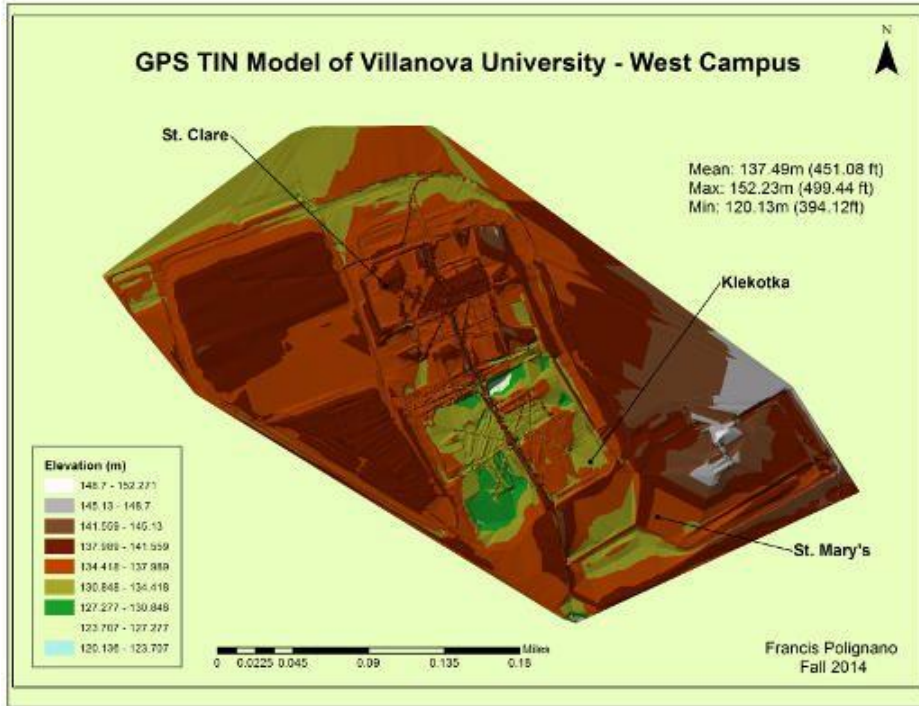 N
GPS TIN Model of Villanova University - West Campus
St. Clare
Mean: 137.49m (451.08 ft)
Max: 152.23m (499.44 ft)
Min: 120.13m (394.12ft)
Klekotka
Elevation (m)
148.7 - 152.271
145.13 - 148.7
141.559 - 145.13
137.989 - 141.559
134.418 - 137.989
130.848 - 134.418
127.277 - 130.848
123.707 - 127.277
120.136 - 123.707
St. Mary's
Miles
0 0.0225 0.045 0.09 0.135 0.18
Francis Polignano
Fall 2014